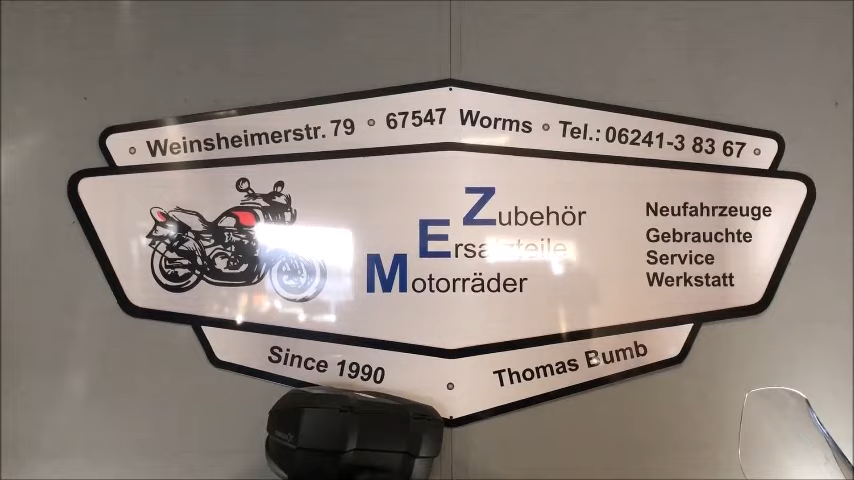 Weinsheimerstr. 79 ° 67547 Worms ° Tel.: 06241-3 83 67
Zubehör
Ersatzteile
Motorräder
Neufahrzeuge
Gebrauchte
Service
Werkstatt
Since 1990
Thomas Bumb